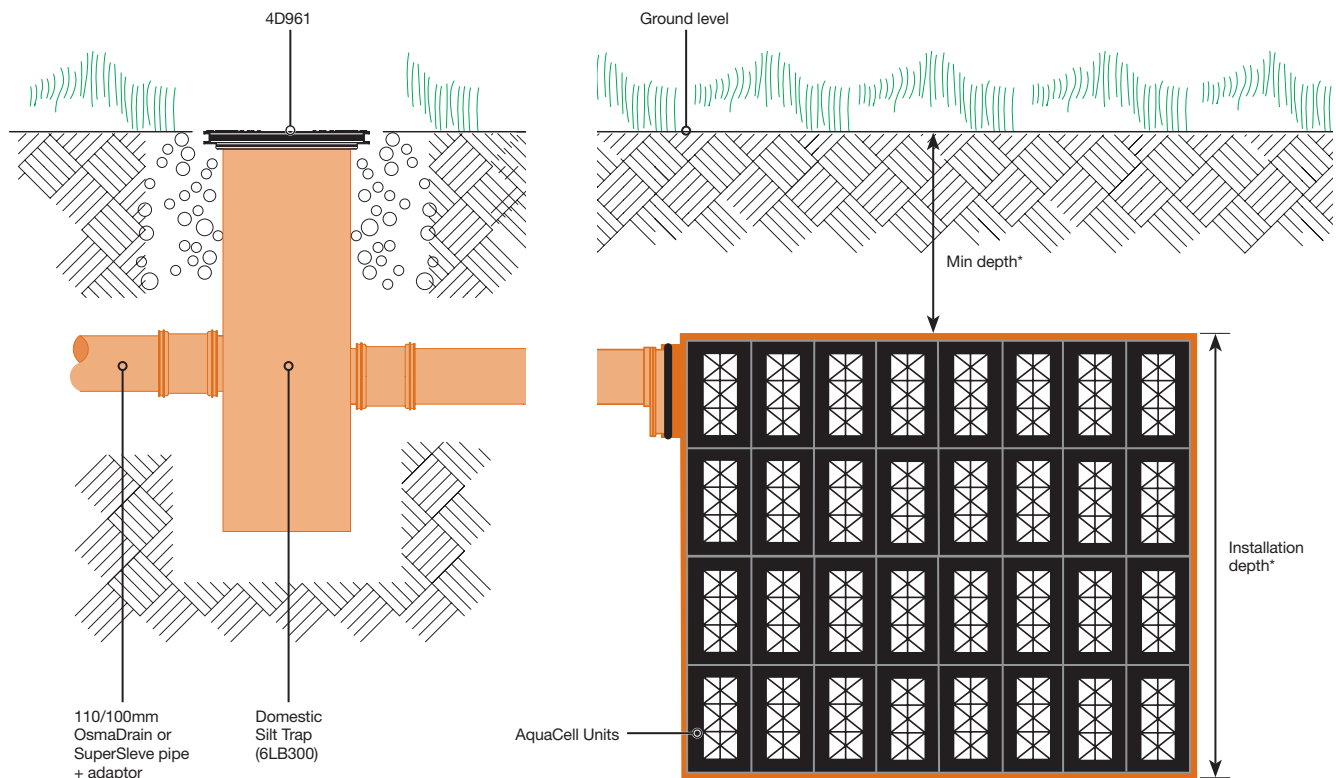 4D961
Ground level
Min depth*
Installation
depth*
110/100mm
OsmaDrain or
SuperSleve pipe
+ adaptor
Domestic
Silt Trap
(6LB300)
AquaCell Units